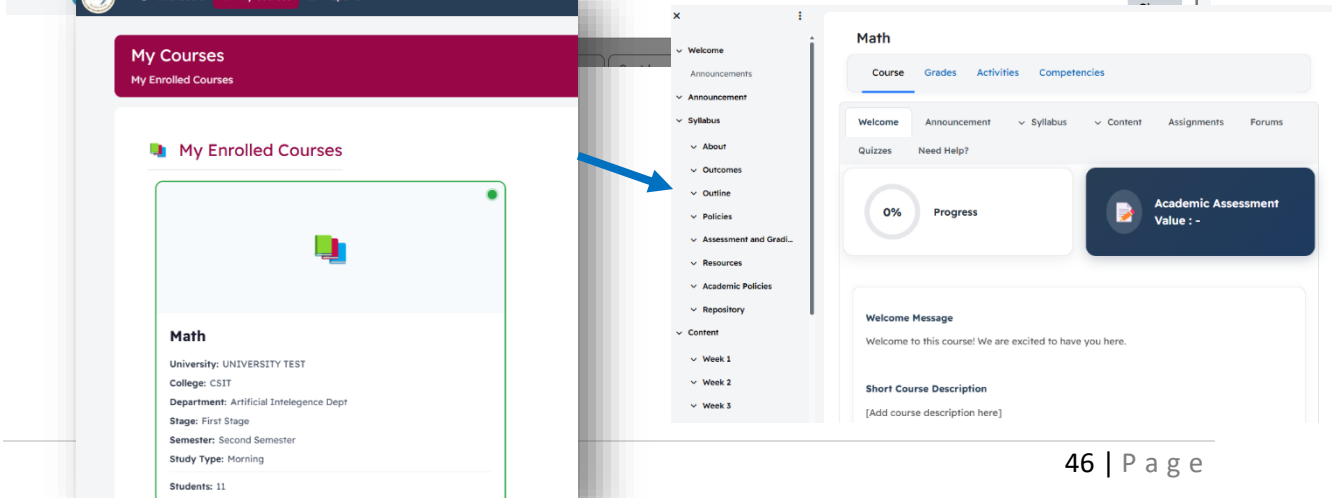 My Courses
My Enrolled Courses
My Enrolled Courses
Math
University: UNIVERSITY TEST
College: CSIT
Department: Artificial Intelegence Dept
Stage: First Stage
Semester: Second Semester
Study Type: Morning
Students: 11
Welcome
Announcements
Announcement
Syllabus
About
Outcomes
Outline
Policies
Assessment and Gradi...
Resources
Academic Policies
Repository
Content
Week 1
Week 2
Week 3
Math
Course Grades Activities Competencies
Welcome Announcement Syllabus Content Assignments Forums
Quizzes Need Help?
0% Progress
Academic Assessment
Value : -
Welcome Message
Welcome to this course! We are excited to have you here.
Short Course Description
[Add course description here]
46 | P a g e